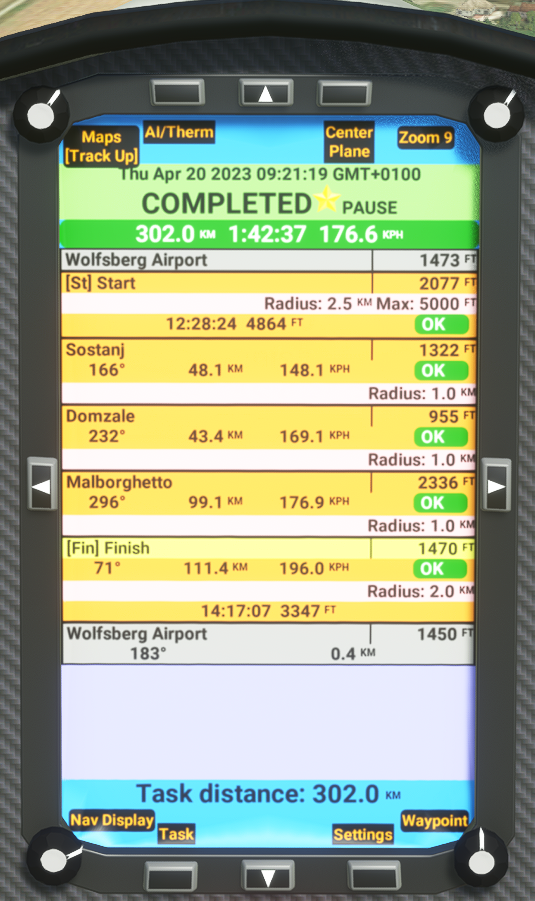 Maps
[Track Up]
AI/Therm
Center
Plane
Zoom 9
Thu Apr 20 2023 09:21:19 GMT+0100
COMPLETED PAUSE
302.0 KM 1:42:37 176.6 KPH
Wolfsberg Airport 1473 FT
[St] Start 2077 FT
Radius: 2.5 KM Max: 5000 FT
12:28:24 4864 FT OK
Sostanj 1322 FT
166° 48.1 KM 148.1 KPH OK
Radius: 1.0 KM
Domzale 955 FT
232° 43.4 KM 169.1 KPH OK
Radius: 1.0 KM
Malborghetto 2336 FT
296° 99.1 KM 176.9 KPH OK
Radius: 1.0 KM
[Fin] Finish 1470 FT
71° 111.4 KM 196.0 KPH OK
Radius: 2.0 KM
14:17:07 3347 FT
Wolfsberg Airport 1450 FT
183° 0.4 KM
Task distance: 302.0 KM
Nav Display
Task
Settings
Waypoint